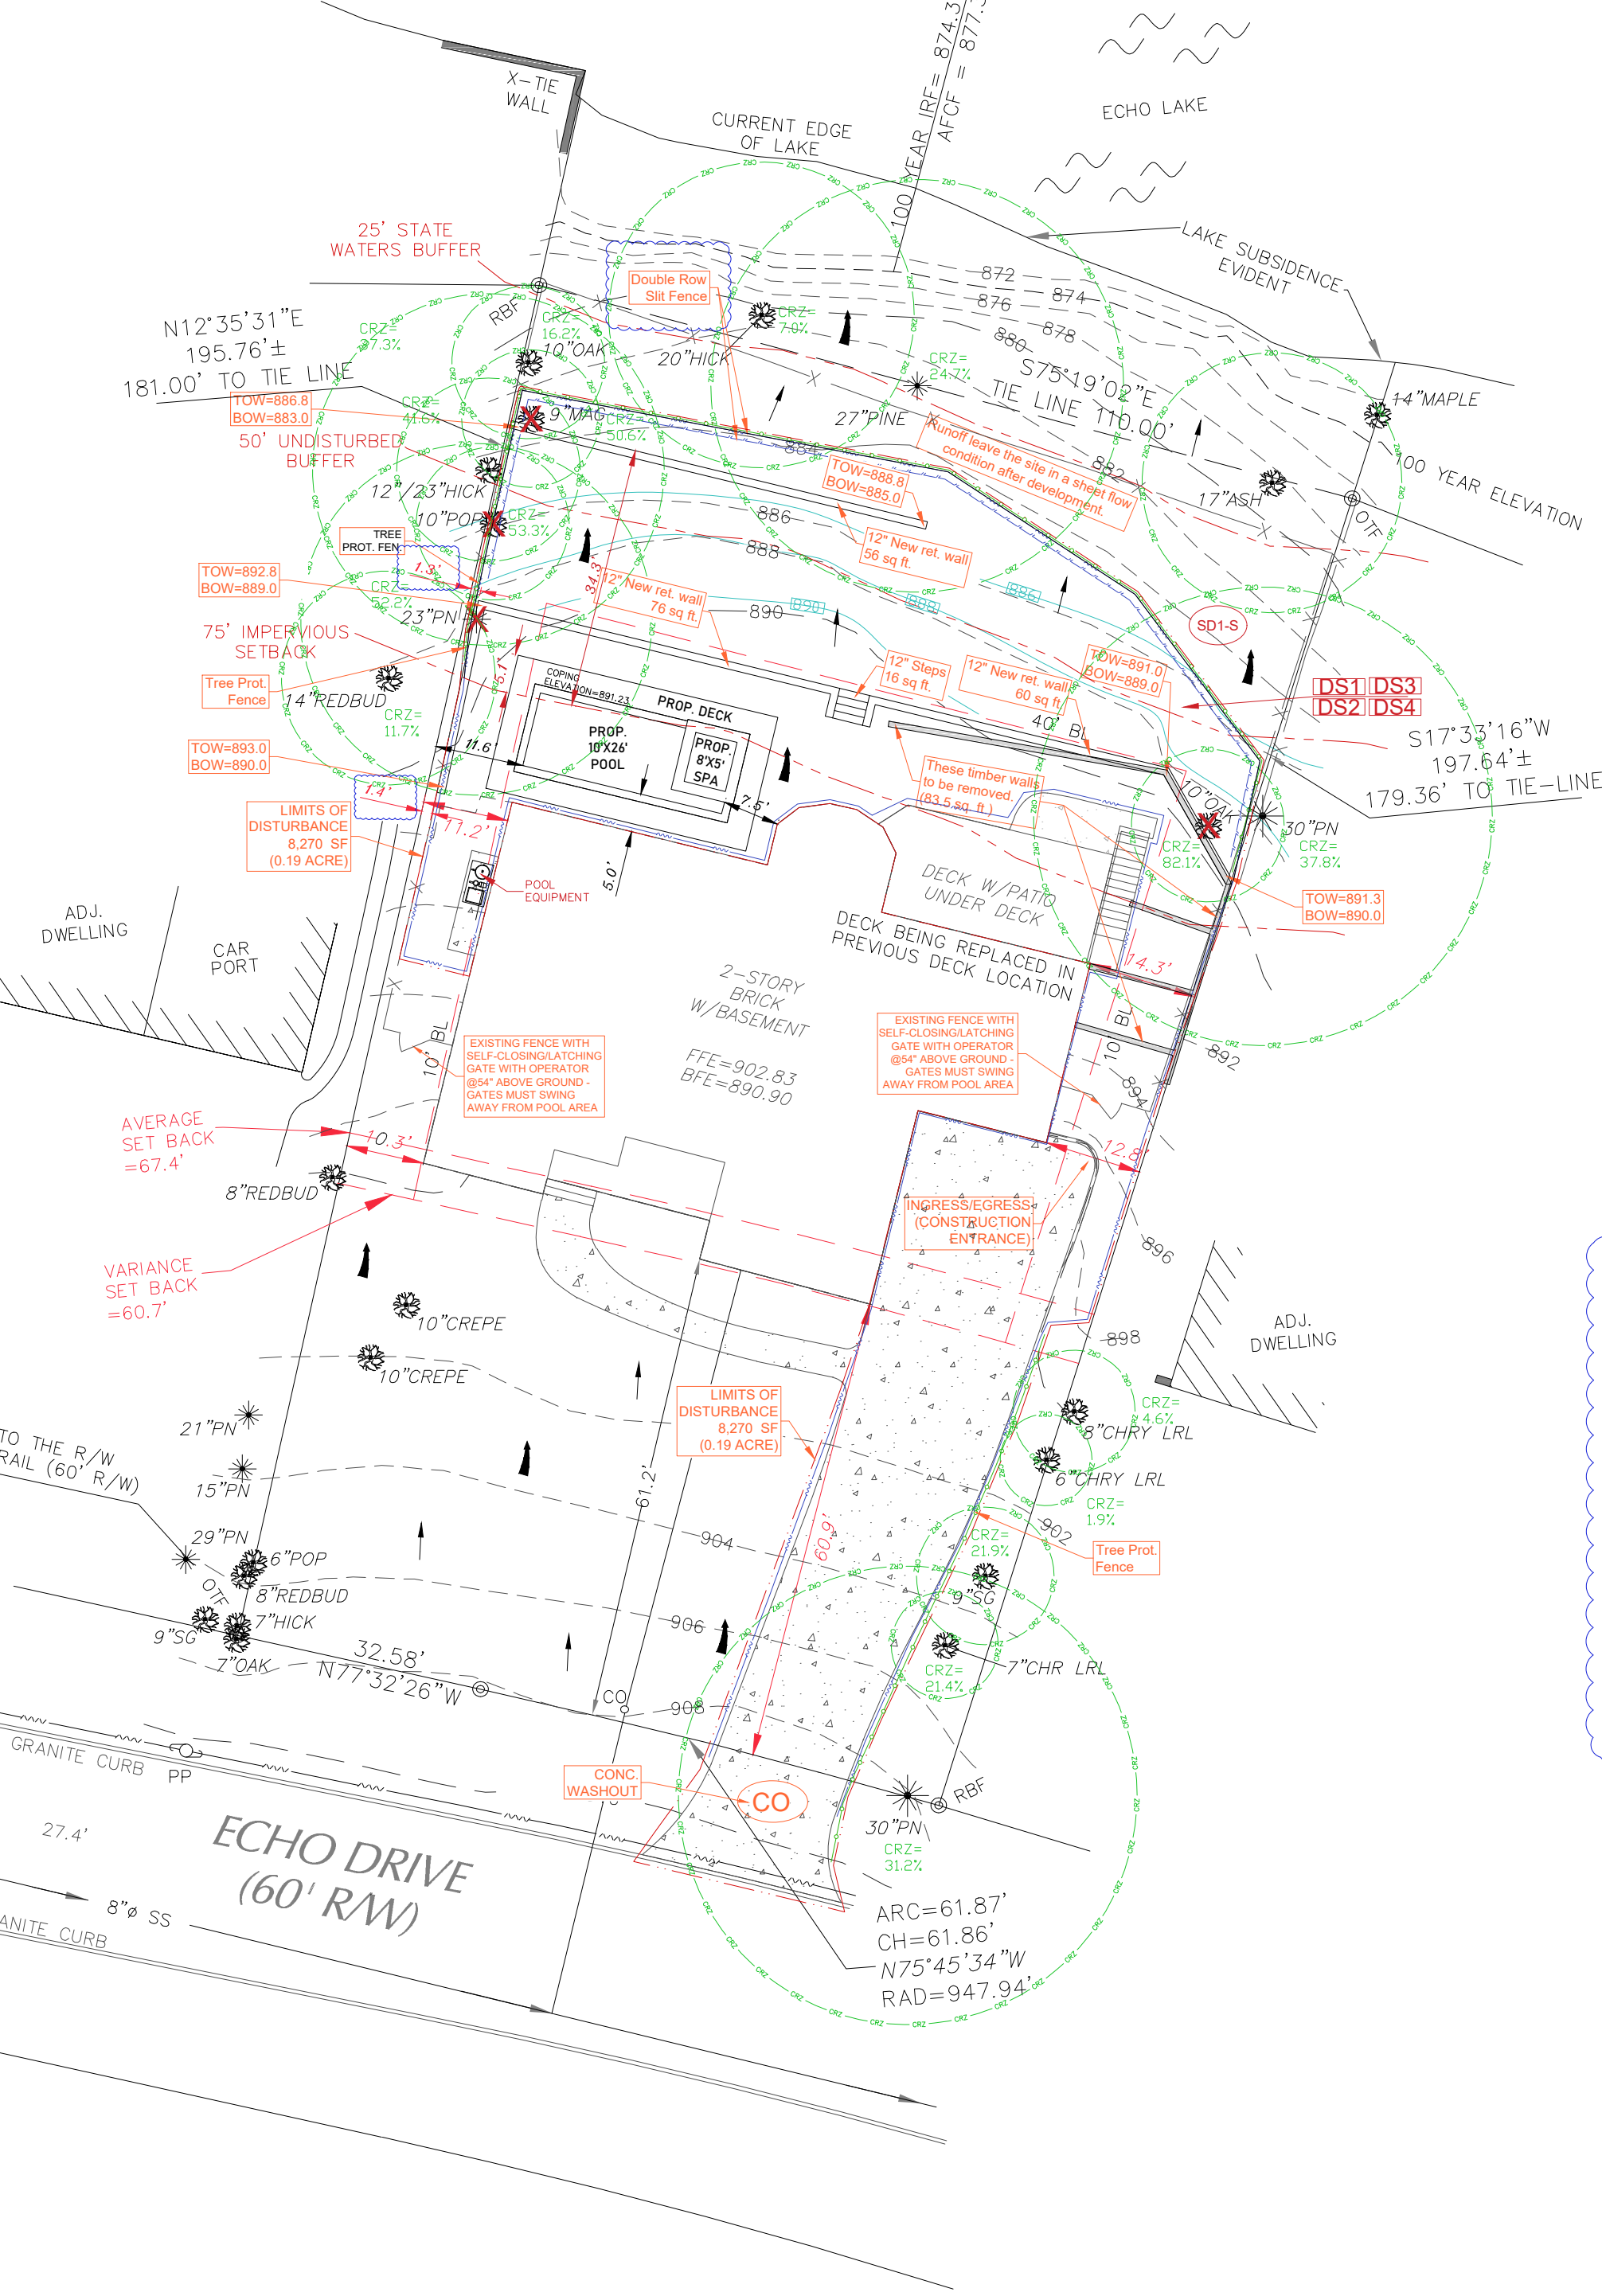 X-TIE
WALL
CURRENT EDGE
OF LAKE
100 YEAR IRF= 874.3
AFCF = 877.
ECHO LAKE
LAKE SUBSIDENCE
EVIDENT
25' STATE
WATERS BUFFER
RBF
Double Row
Slit Fence
872
874
876
878
880
N12°35'31"E
195.76'±
181.00' TO TIE LINE
CRZ=
37.3%
CRZ=
16.2%
10"OAK
20"HICK
CRZ=
7.0%
CRZ=
24.7%
27"PINE
S75°19'02"E
TIE LINE 110.00'
14"MAPLE
100 YEAR ELEVATION
TOW=886.8
BOW=883.0
CRZ=
41.6%
9"MAG
CRZ=
50.6%
50' UNDISTURBED
BUFFER
12"/23"HICK
884
882
Runoff leave the site in a sheet flow
condition after development.
17"ASH
OTF
TOW=888.8
BOW=885.0
10"POP
CRZ=
53.3%
TREE
PROT. FEN.
886
888
12" New ret. wall
56 sq ft.
TOW=892.8
BOW=889.0
1.3'
CRZ=
52.2%
34.3'
12" New ret. wall
76 sq ft.
890
890
888
886
23"PN
SD1-S
75' IMPERVIOUS
SETBACK
Tree Prot.
Fence
14"REDBUD
5.1'
COPING
ELEVATION=891.23
PROP. DECK
12" Steps
16 sq ft.
12" New ret. wall
60 sq ft.
TOW=891.0
BOW=889.0
DS1 DS3
DS2 DS4
CRZ=
11.7%
PROP.
10'X26'
POOL
PROP.
8'X5'
SPA
40' BL
S17°33'16"W
197.64'±
179.36' TO TIE-LINE
TOW=893.0
BOW=890.0
11.6'
1.4'
These timber walls
to be removed.
(83.5 sq. ft.)
10"OAK
30"PN
CRZ=
37.8%
CRZ=
82.1%
LIMITS OF
DISTURBANCE
8,270 SF
(0.19 ACRE)
11.2'
7.5'
5.0'
POOL
EQUIPMENT
DECK W/PATIO
UNDER DECK
TOW=891.3
BOW=890.0
DECK BEING REPLACED IN
PREVIOUS DECK LOCATION
14.3'
ADJ.
DWELLING
CAR
PORT
2-STORY
BRICK
W/BASEMENT
FFE=902.83
BFE=890.90
10' BL
EXISTING FENCE WITH
SELF-CLOSING/LATCHING
GATE WITH OPERATOR
@54" ABOVE GROUND -
GATES MUST SWING
AWAY FROM POOL AREA
EXISTING FENCE WITH
SELF-CLOSING/LATCHING
GATE WITH OPERATOR
@54" ABOVE GROUND -
GATES MUST SWING
AWAY FROM POOL AREA
10' BL
892
894
AVERAGE
SET BACK
=67.4'
10.3'
12.8'
8"REDBUD
INGRESS/EGRESS
(CONSTRUCTION
ENTRANCE)
896
VARIANCE
SET BACK
=60.7'
10"CREPE
10"CREPE
898
ADJ.
DWELLING
LIMITS OF
DISTURBANCE
8,270 SF
(0.19 ACRE)
CRZ=
4.6%
8"CHRY LRL
6"CHRY LRL
CRZ=
1.9%
21"PN
15"PN
TO THE R/W
RAIL (60' R/W)
61.2'
60.9'
904
902
CRZ=
21.9%
Tree Prot.
Fence
9"SG
29"PN
6"POP
OTF
8"REDBUD
7"HICK
9"SG
7"OAK
906
7"CHR LRL
CRZ=
21.4%
32.58'
N77°32'26"W
CO
908
GRANITE CURB
PP
CONC.
WASHOUT
CO
RBF
30"PN
CRZ=
31.2%
27.4'
ECHO DRIVE
(60' R/W)
8"ø SS
ANITE CURB
ARC=61.87'
CH=61.86'
N75°45'34"W
RAD=947.94'